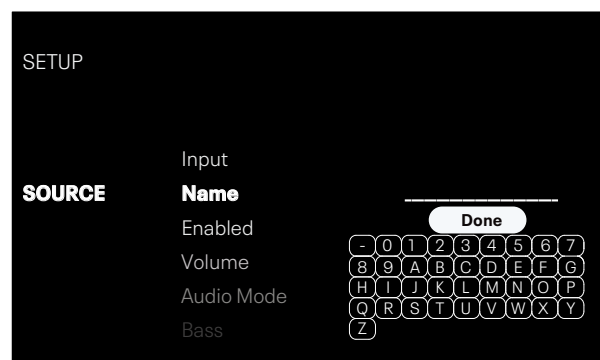 SETUP
Input
SOURCE Name _______________
Enabled Done
Volume - 0 1 2 3 4 5 6 7
8 9 A B C D E F G
Audio Mode H I J K L M N O P
Q R S T U V W X Y
Bass Z